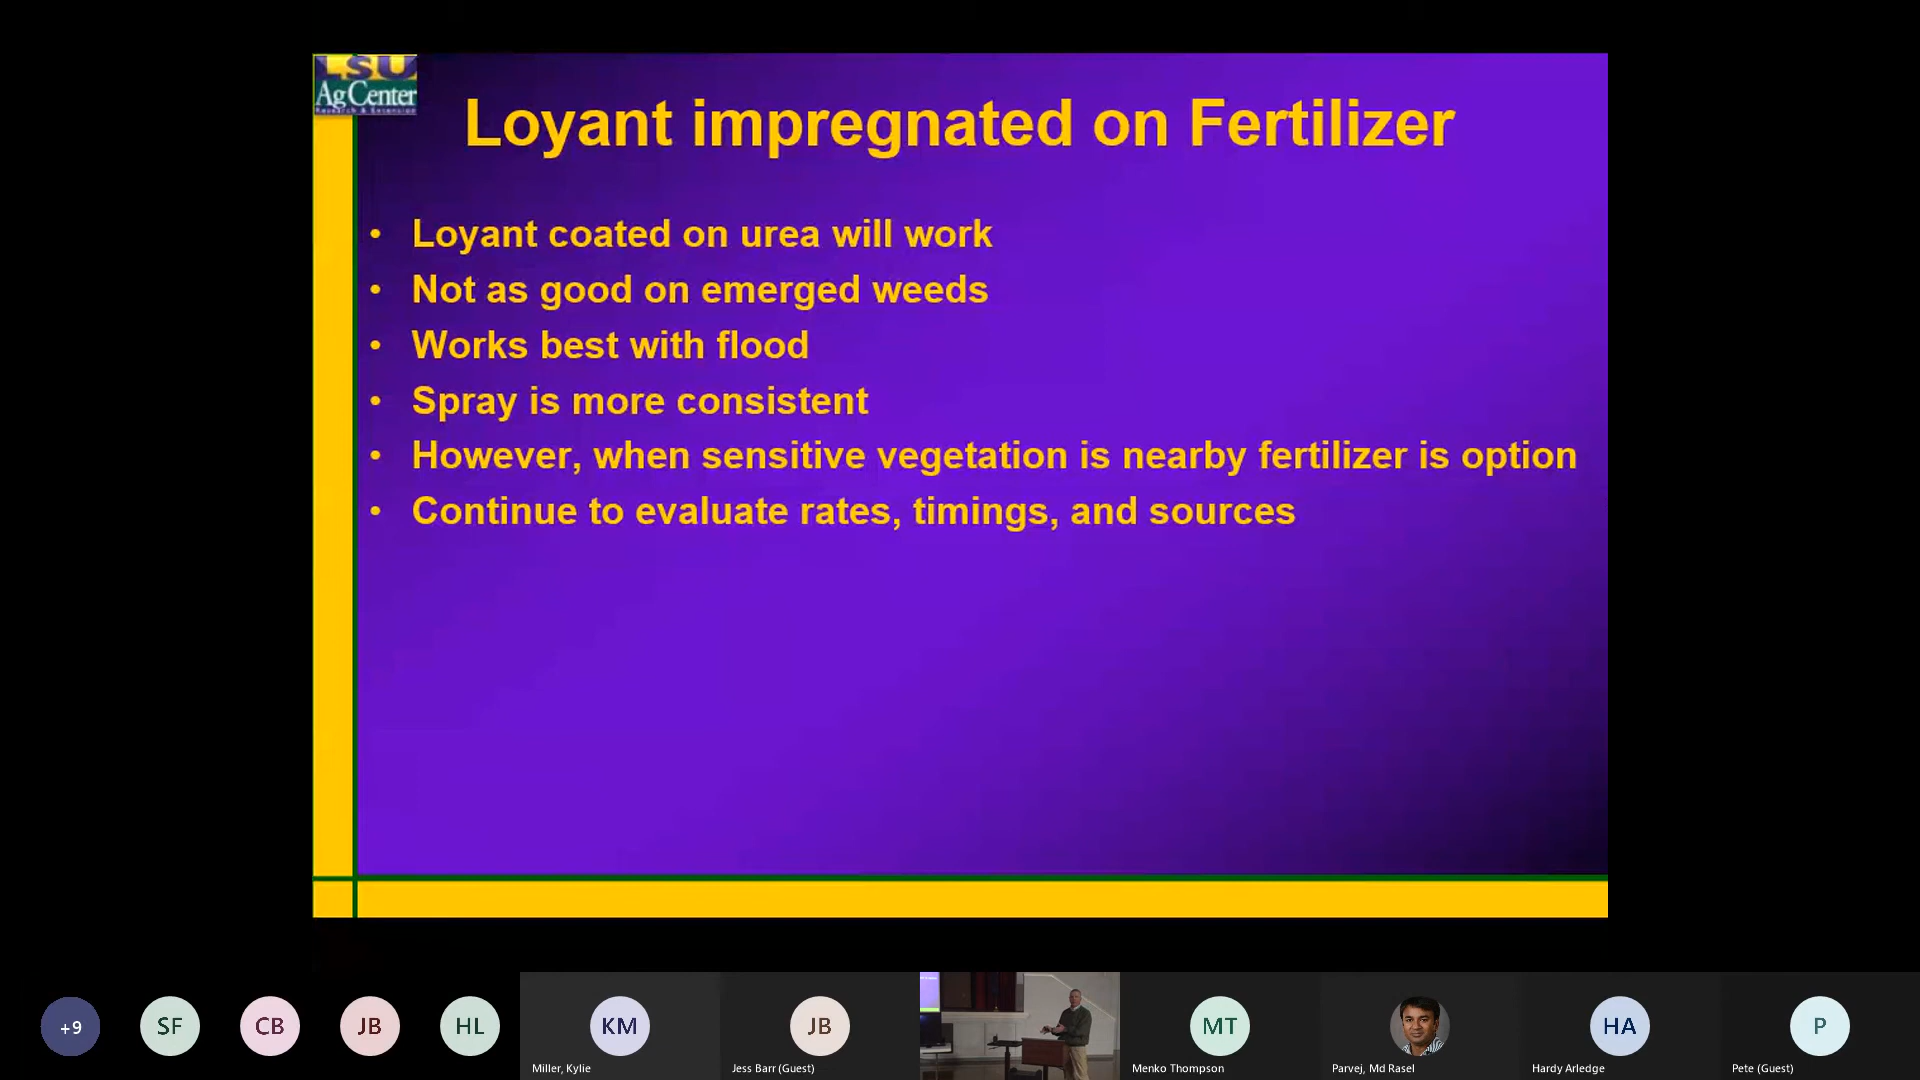 LSU
AgCenter
Research & Extension
Loyant impregnated on Fertilizer
• Loyant coated on urea will work
• Not as good on emerged weeds
• Works best with flood
• Spray is more consistent
• However, when sensitive vegetation is nearby fertilizer is option
• Continue to evaluate rates, timings, and sources
+9
SF
CB
JB
HL
KM
JB
MT
HA
P
Miller, Kylie
Jess Barr (Guest)
Menko Thompson
Parvej, Md Rasel
Hardy Arledge
Pete (Guest)